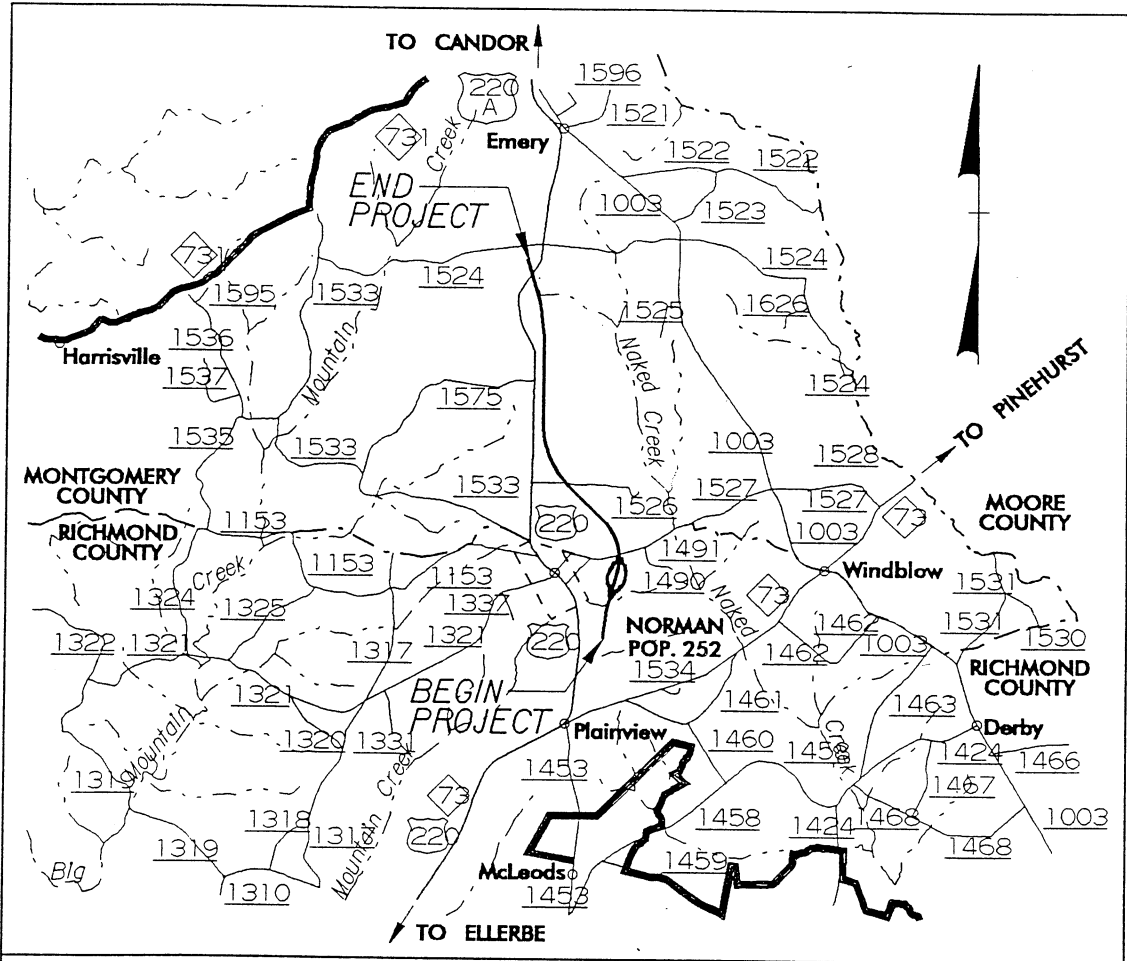 TO CANDOR
220
A
1596
731
Creek
Emery
1521
1522
1522
END
PROJECT
1003
1523
731
1524
1524
1595
1533
1525
1626
Mountain
Naked Creek
1536
Harrisville
1537
1524
TO PINEHURST
1575
1535
1533
1003
1528
MONTGOMERY
COUNTY
1533
1527
1527
MOORE
COUNTY
RICHMOND
COUNTY
1153
220
1526
73
1003
1153
1153
1491
Windblow
Creek
1490
73
1531
1324
1325
1337
Naked
1322
1321
1317
1321
220
NORMAN
POP. 252
1462
1462
1003
1531
1530
1534
RICHMOND
COUNTY
1321
BEGIN
PROJECT
1461
1463
Mountain
1320
1331
Plainview
1460
Creek
Derby
1424
1466
1453
1467
73
1318
Mountain Creek
220
1458
1424
1468
1003
1319
1459
1468
Big
1310
McLeods
1453
TO ELLERBE